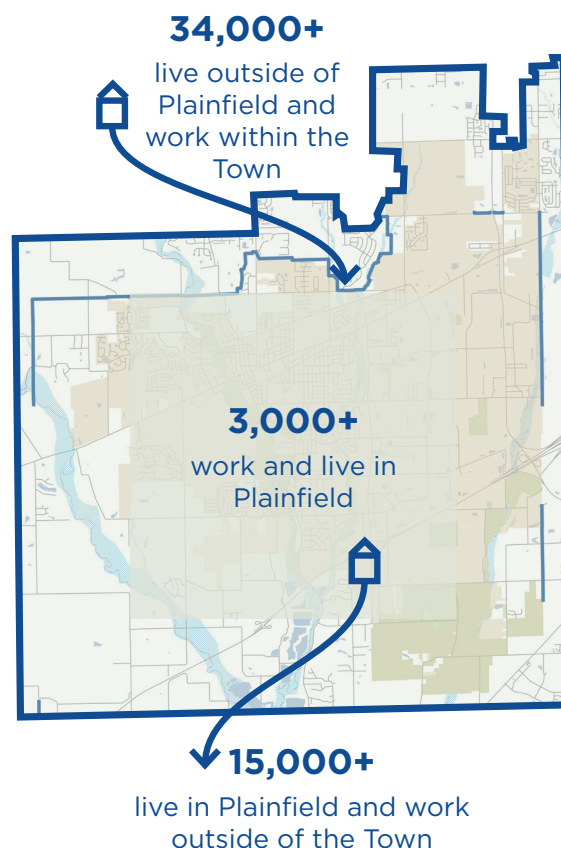 34,000+
live outside of
Plainfield and
work within the
Town
3,000+
work and live in
Plainfield
15,000+
live in Plainfield and work
outside of the Town